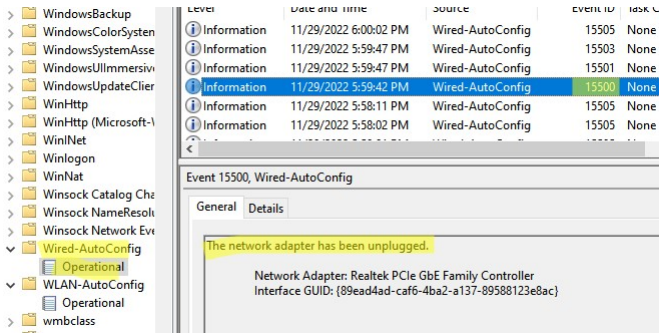 WindowsBackup
WindowsColorSystem
WindowsSystemAsse
WindowsUIImmersive
WindowsUpdateClier
WinHttp
WinHttp (Microsoft-
WinINet
Winlogon
WinNat
Winsock Catalog Cha
Winsock NameResolu
Winsock Network Eve
Wired-AutoConfig
Operational
WLAN-AutoConfig
Operational
wmbclass
Level Date and Time Source Event ID Task C
Information 11/29/2022 6:00:02 PM Wired-AutoConfig 15505 None
Information 11/29/2022 5:59:47 PM Wired-AutoConfig 15503 None
Information 11/29/2022 5:59:47 PM Wired-AutoConfig 15501 None
Information 11/29/2022 5:59:42 PM Wired-AutoConfig 15500 None
Information 11/29/2022 5:58:11 PM Wired-AutoConfig 15505 None
Information 11/29/2022 5:58:02 PM Wired-AutoConfig 15505 None
Event 15500, Wired-AutoConfig
General Details
The network adapter has been unplugged.
Network Adapter: Realtek PCIe GbE Family Controller
Interface GUID: {89ead4ad-caf6-4ba2-a137-89588123e8ac}